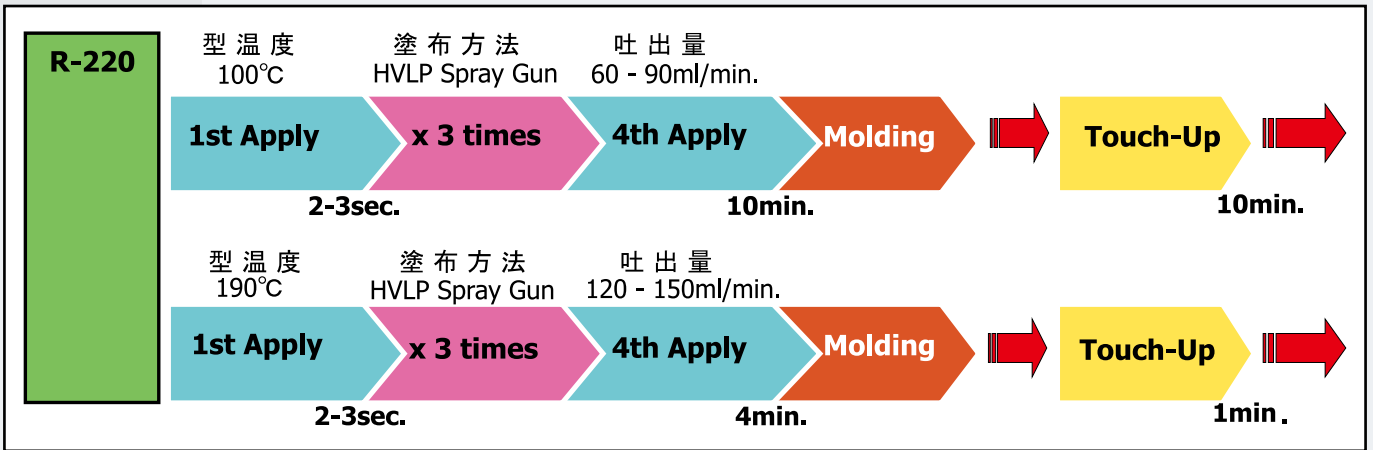 R-220
型温度
100℃
塗布方法
HVLP Spray Gun
吐出量
60 - 90ml/min.
1st Apply
x 3 times
4th Apply
Molding
Touch-Up
2-3sec.
10min.
10min.
型温度
190℃
塗布方法
HVLP Spray Gun
吐出量
120 - 150ml/min.
1st Apply
x 3 times
4th Apply
Molding
Touch-Up
2-3sec.
4min.
1min.